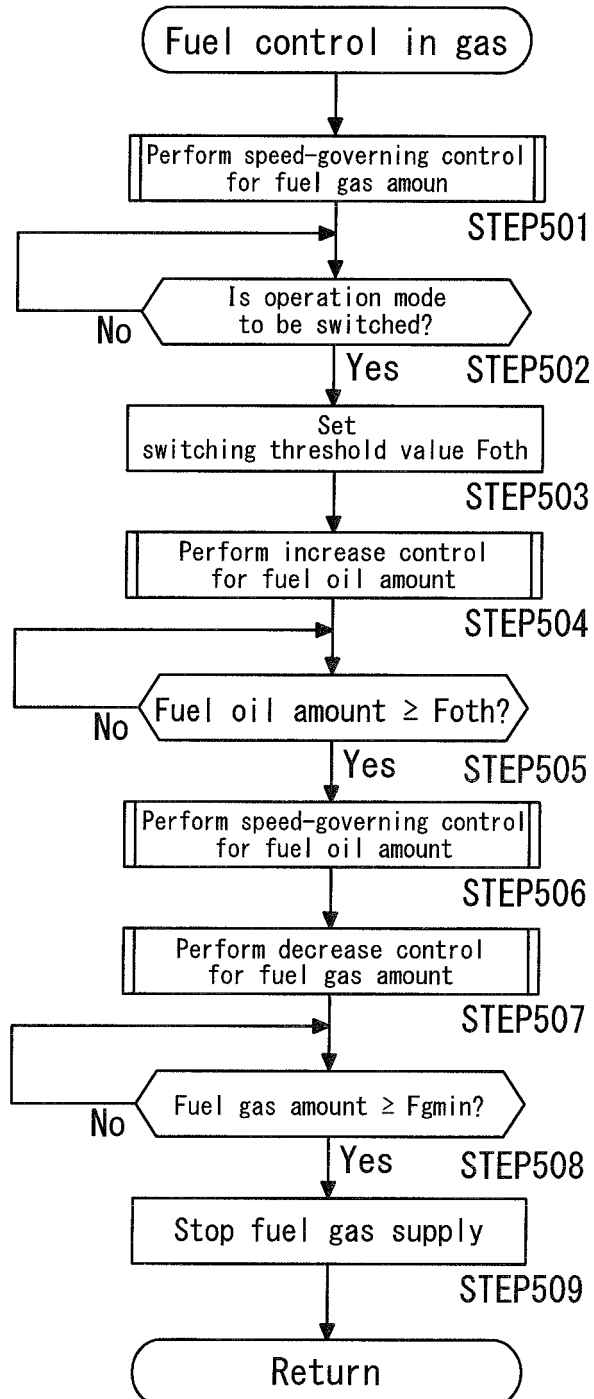 Fuel control in gas
Perform speed-governing control
for fuel gas amoun
STEP501
Is operation mode
to be switched?
No
Yes
STEP502
Set
switching threshold value Foth
STEP503
Perform increase control
for fuel oil amount
STEP504
Fuel oil amount ≥ Foth?
No
Yes
STEP505
Perform speed-governing control
for fuel oil amount
STEP506
Perform decrease control
for fuel gas amount
STEP507
Fuel gas amount ≥ Fgmin?
No
Yes
STEP508
Stop fuel gas supply
STEP509
Return